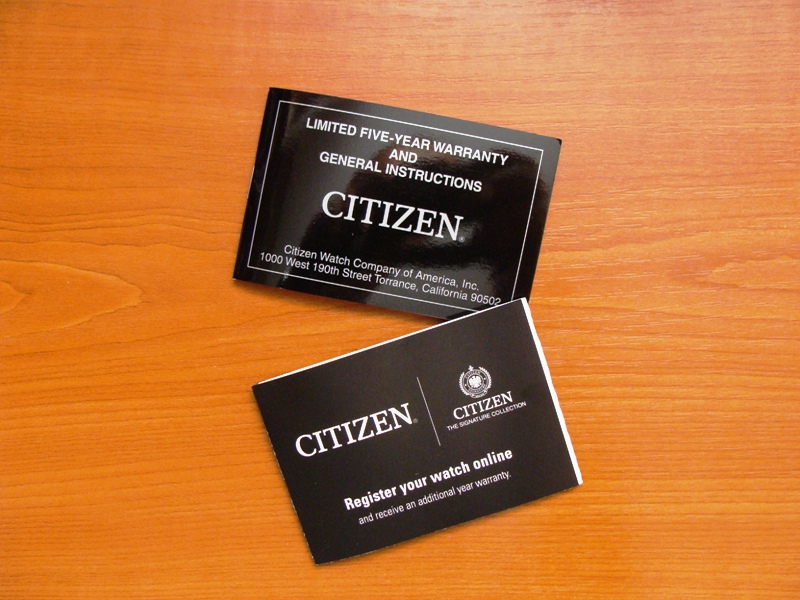 LIMITED FIVE-YEAR WARRANTY
AND
GENERAL INSTRUCTIONS
CITIZEN
Citizen Watch Company of America, Inc.
1000 West 190th Street Torrance, California 90502
CITIZEN®
CITIZEN
THE SIGNATURE COLLECTION
Register your watch online
and receive an additional year warranty.